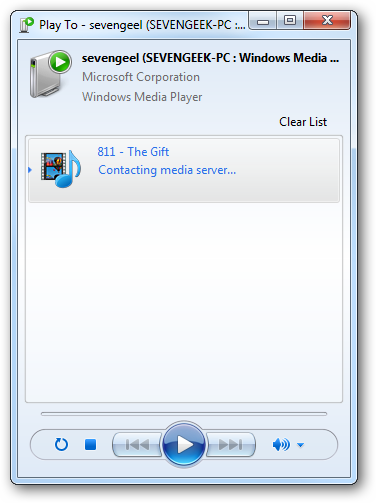 Play To - sevengeel (SEVENGEEK-PC :...
sevengeel (SEVENGEEK-PC : Windows Media ...
Microsoft Corporation
Windows Media Player
Clear List
811 - The Gift
Contacting media server...